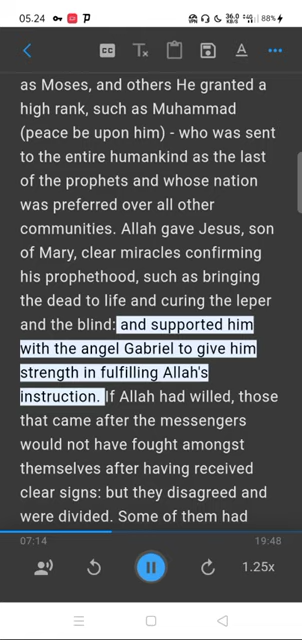 05.24
36.0
KB/S
88%
CC
as Moses, and others He granted a
high rank, such as Muhammad
(peace be upon him) - who was sent
to the entire humankind as the last
of the prophets and whose nation
was preferred over all other
communities. Allah gave Jesus, son
of Mary, clear miracles confirming
his prophethood, such as bringing
the dead to life and curing the leper
and the blind: and supported him
with the angel Gabriel to give him
strength in fulfilling Allah's
instruction. If Allah had willed, those
that came after the messengers
would not have fought amongst
themselves after having received
clear signs: but they disagreed and
were divided. Some of them had
07:14
19:48
1.25x